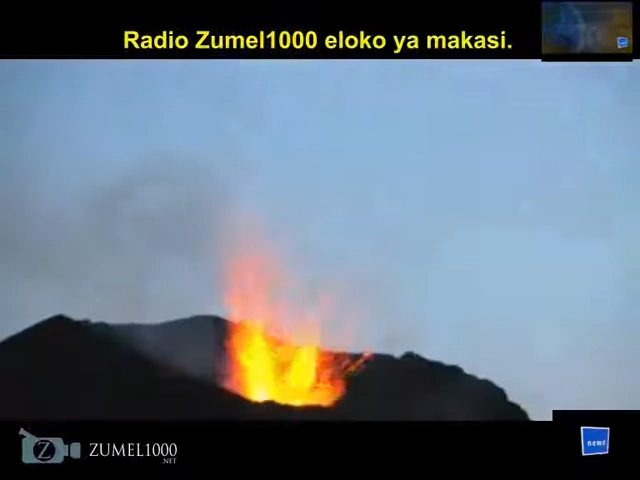 Radio Zumel1000 eloko ya makasi.
Z
ZUMEL1000
.NET
news